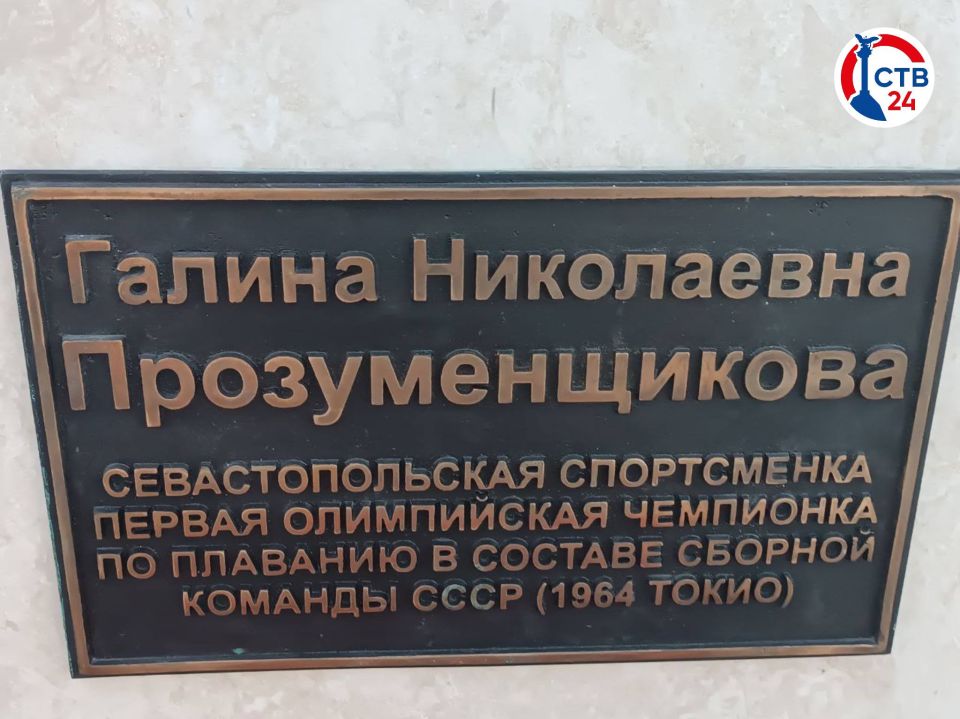 СТВ
24
Галина Николаевна
Прозуменщикова
СЕВАСТОПОЛЬСКАЯ СПОРТСМЕНКА
ПЕРВАЯ ОЛИМПИЙСКАЯ ЧЕМПИОНКА
ПО ПЛАВАНИЮ В СОСТАВЕ СБОРНОЙ
КОМАНДЫ СССР (1964 ТОКИО)